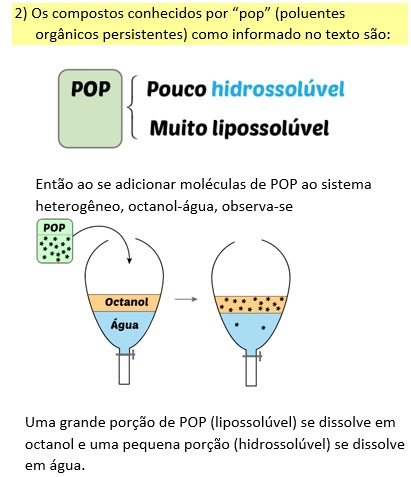 2) Os compostos conhecidos por “pop” (poluentes
orgânicos persistentes) como informado no texto são:
POP
Pouco hidrossolúvel
Muito lipossolúvel
Então ao se adicionar moléculas de POP ao sistema
heterogêneo, octanol-água, observa-se
POP
Octanol
Água
Uma grande porção de POP (lipossolúvel) se dissolve em
octanol e uma pequena porção (hidrossolúvel) se dissolve
em água.